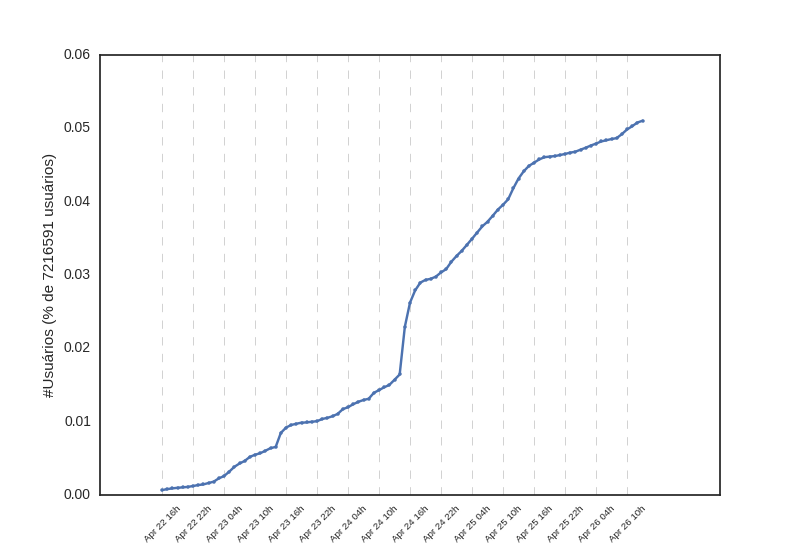 0.06
0.05
0.04
0.03
0.02
0.01
0.00
#Usuários (% de 7216591 usuários)
Apr 22 16h
Apr 22 22h
Apr 23 04h
Apr 23 10h
Apr 23 16h
Apr 23 22h
Apr 24 04h
Apr 24 10h
Apr 24 16h
Apr 24 22h
Apr 25 04h
Apr 25 10h
Apr 25 16h
Apr 25 22h
Apr 26 04h
Apr 26 10h